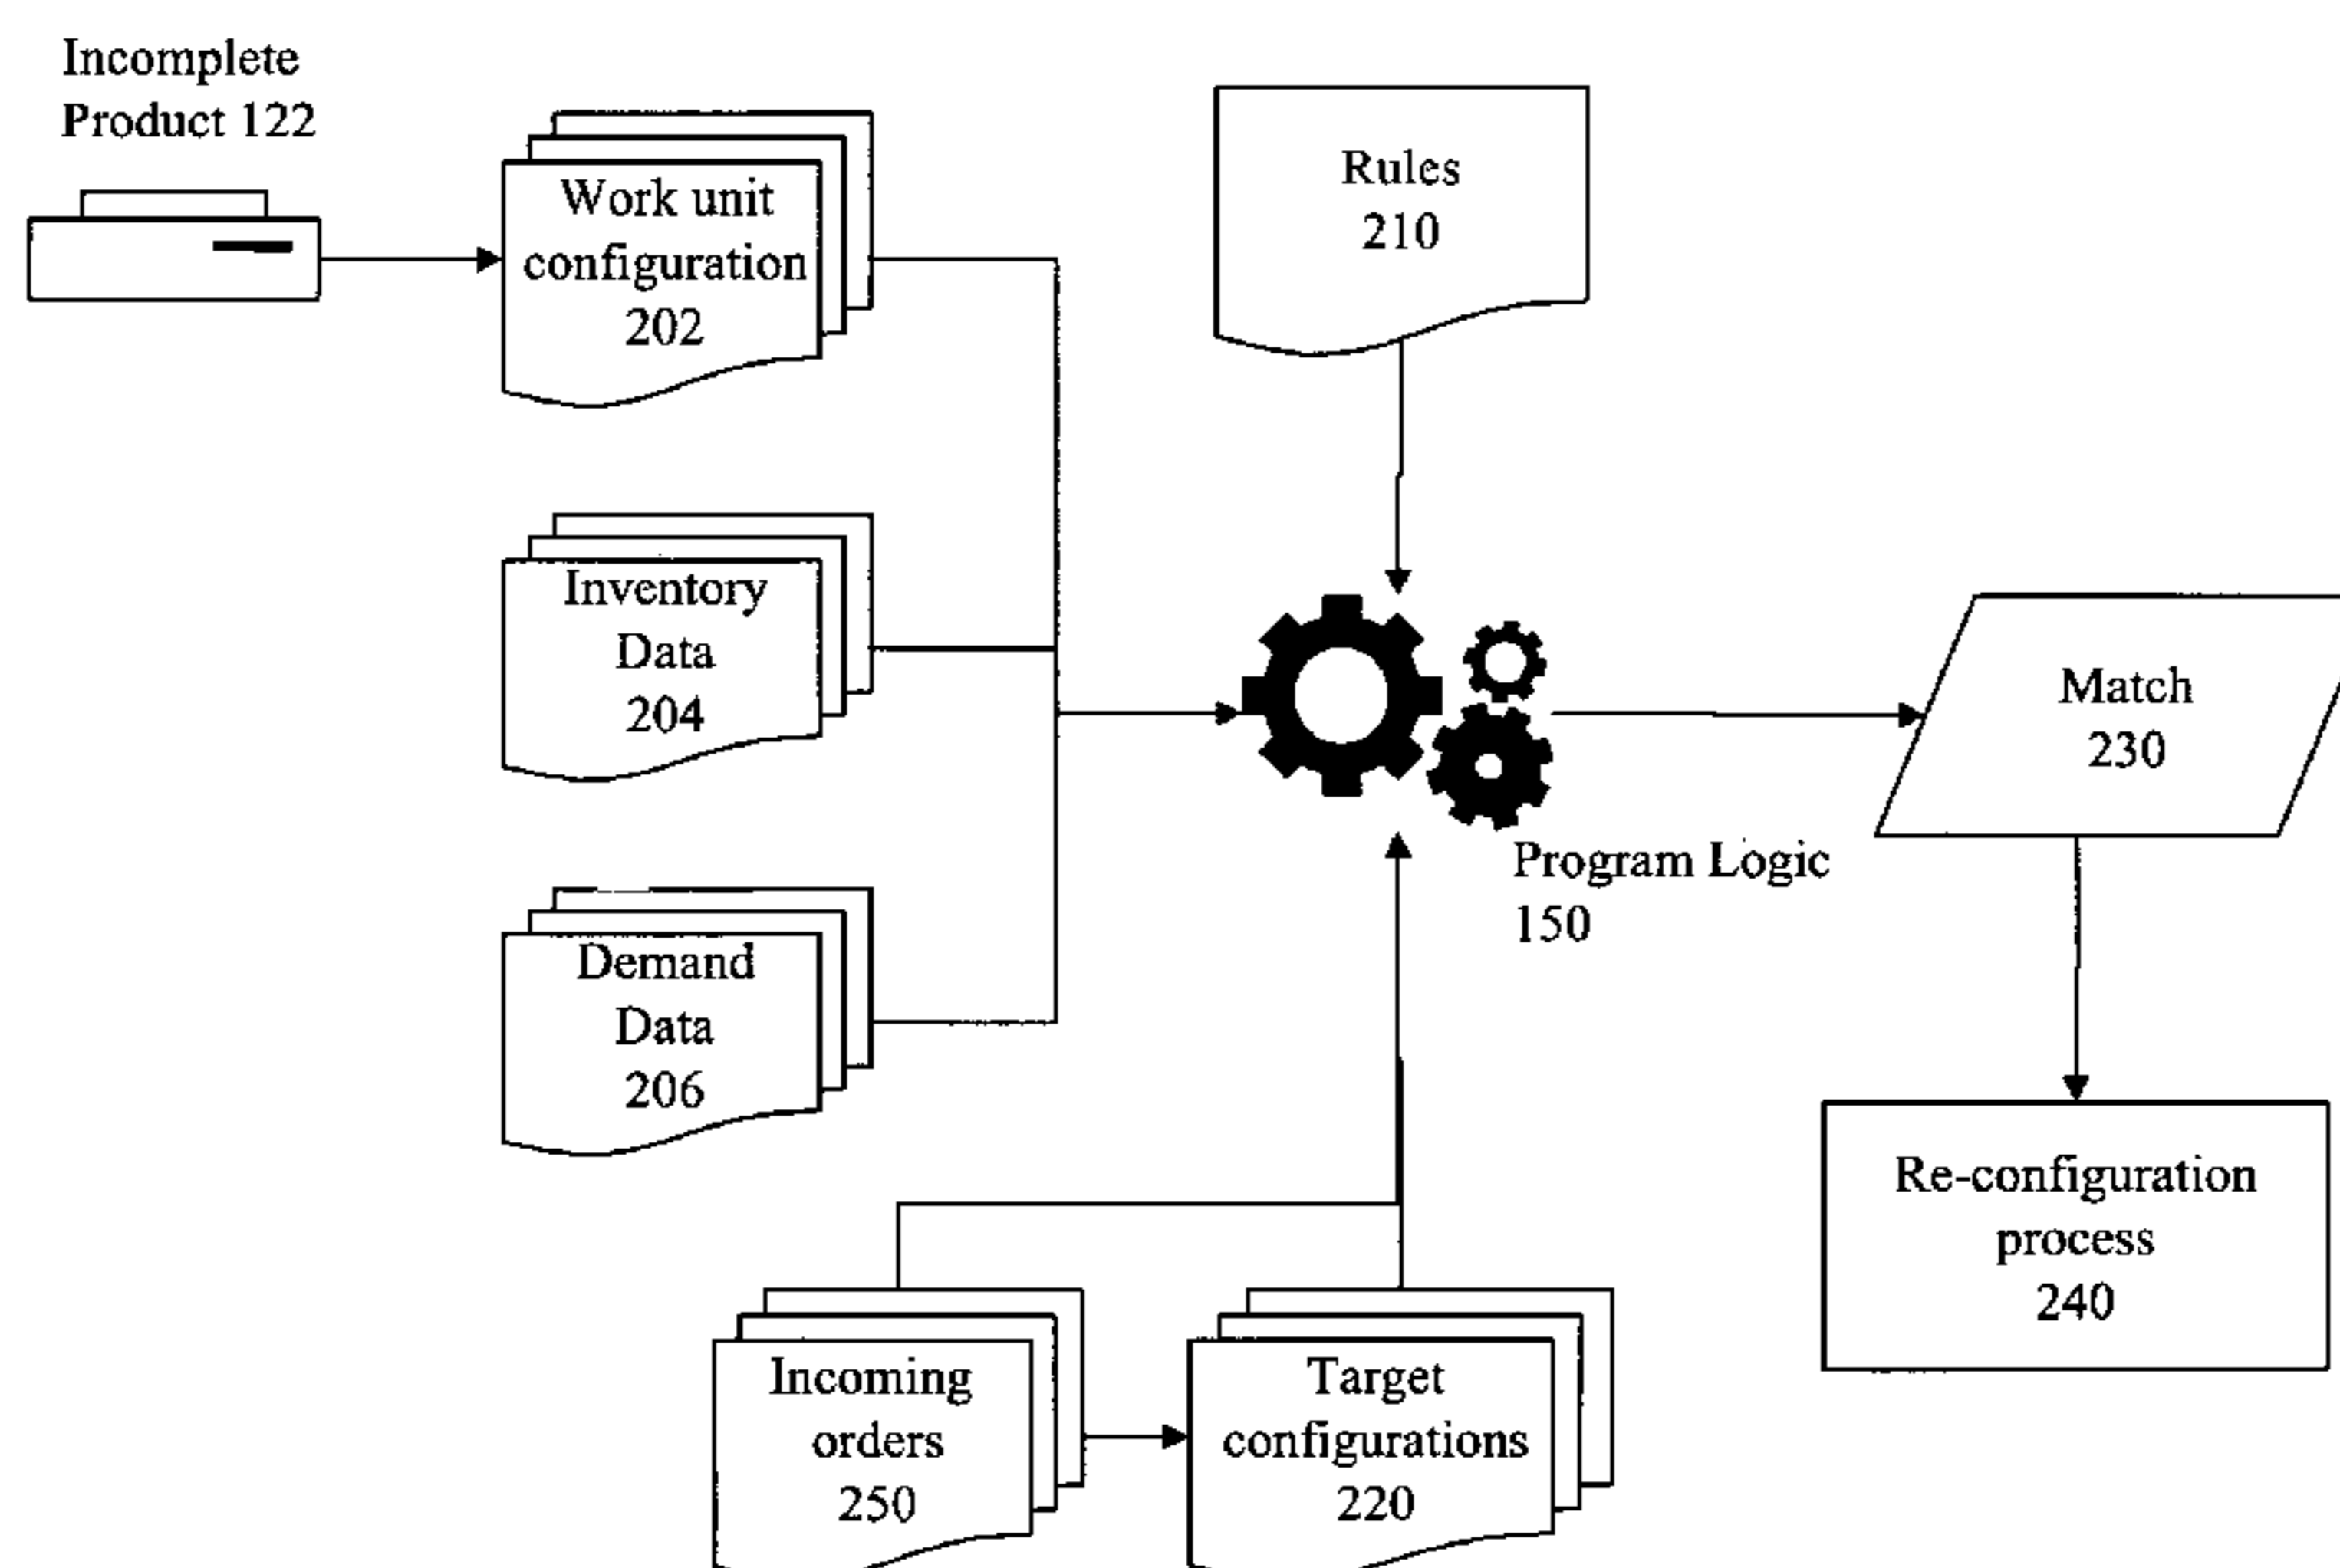 Incomplete
Product 122
Work unit
configuration
202
Rules
210
Inventory
Data
204
Match
230
Program Logic
150
Demand
Data
206
Re-configuration
process
240
Incoming
orders
250
Target
configurations
220